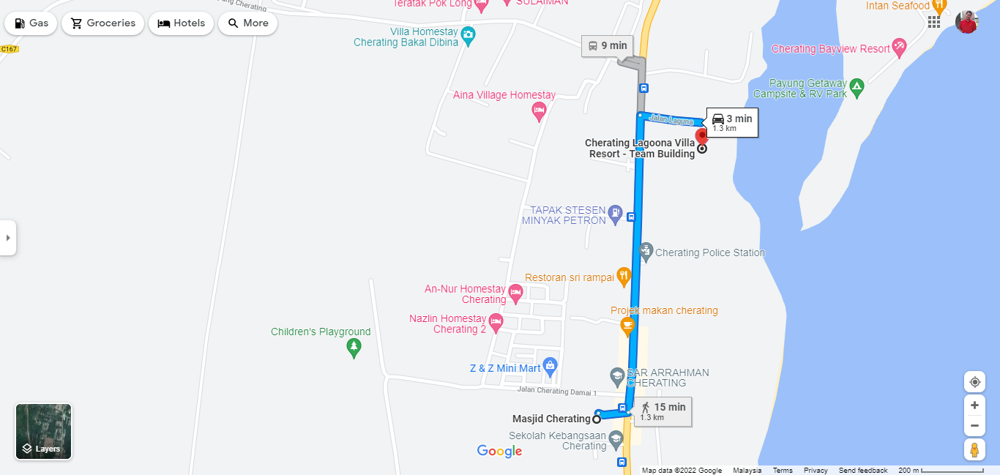 Gas
Groceries
Hotels
More
Cherating
Teratak Pok Long
SULAIMAN
Intan Seafood
C167
Villa Homestay
Cherating Bakal Dibina
9 min
Cherating Bayview Resort
Payung Getaway
Campsite & RV Park
Aina Village Homestay
Jalan Laguna
3 min
1.3 km
Cherating Lagoona Villa
Resort - Team Building
TAPAK STESEN
MINYAK PETRON
Cherating Police Station
Restoran sri rampai
An-Nur Homestay
Cherating
Projek makan cherating
Nazlin Homestay
Cherating 2
Children's Playground
Z & Z Mini Mart
SAR ARRAHMAN
CHERATING
Jalan Cherating Damai 1
15 min
1.3 km
Masjid Cherating
Sekolah Kebangsaan
Cherating
Layers
Google
Map data ©2022 Google
Malaysia
Terms
Privacy
Send feedback
200 m